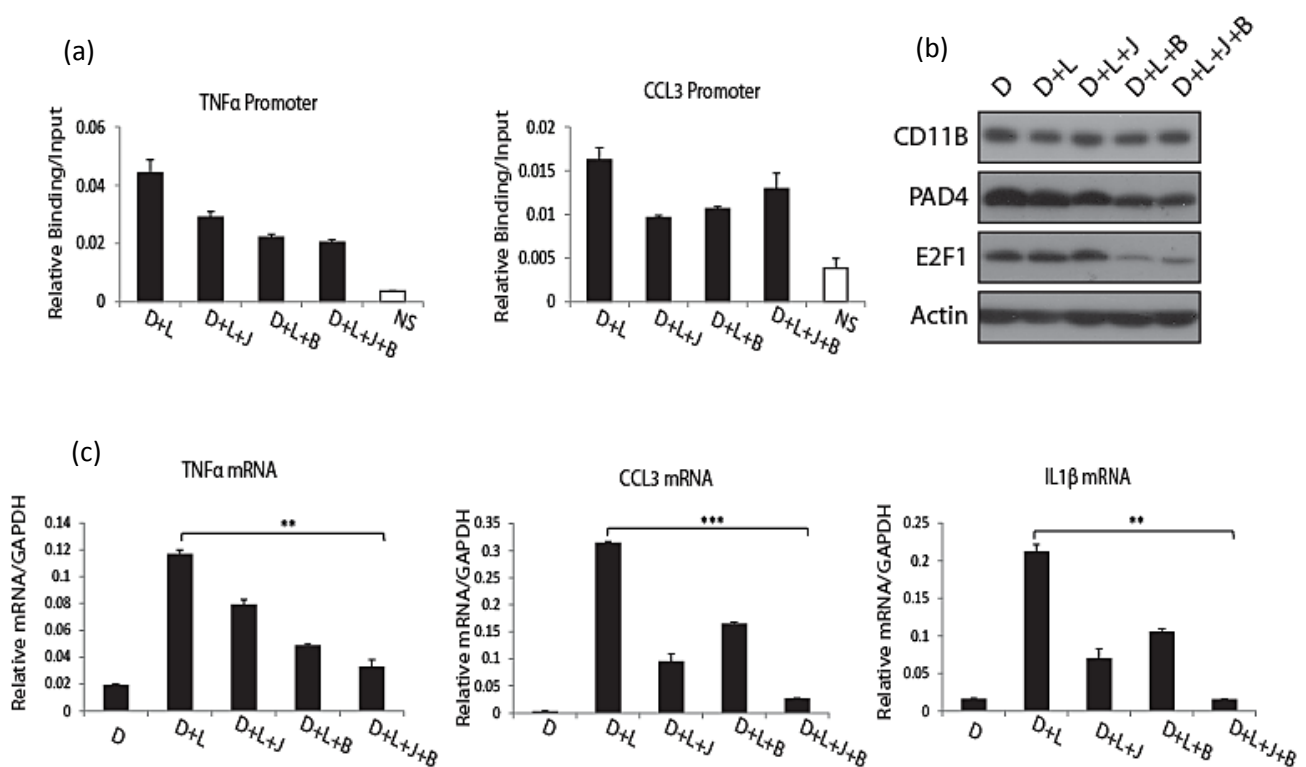 (a)
TNFα Promoter
Relative Binding/Input
0.06
0.04
0.02
0
D+L
D+L+J
D+L+B
D+L+J+B
NS
CCL3 Promoter
Relative Binding/Input
0.02
0.015
0.01
0.005
0
D+L
D+L+J
D+L+B
D+L+J+B
NS
(b)
D
D+L
D+L+J
D+L+B
D+L+J+B
CD11B
PAD4
E2F1
Actin
(c)
TNFα mRNA
Relative mRNA/GAPDH
0.14
0.12
0.1
0.08
0.06
0.04
0.02
0
**
D
D+L
D+L+J
D+L+B
D+L+J+B
CCL3 mRNA
Relative mRNA/GAPDH
0.35
0.3
0.25
0.2
0.15
0.1
0.05
0
***
D
D+L
D+L+J
D+L+B
D+L+J+B
IL1β mRNA
Relative mRNA/GAPDH
0.25
0.2
0.15
0.1
0.05
0
**
D
D+L
D+L+J
D+L+B
D+L+J+B